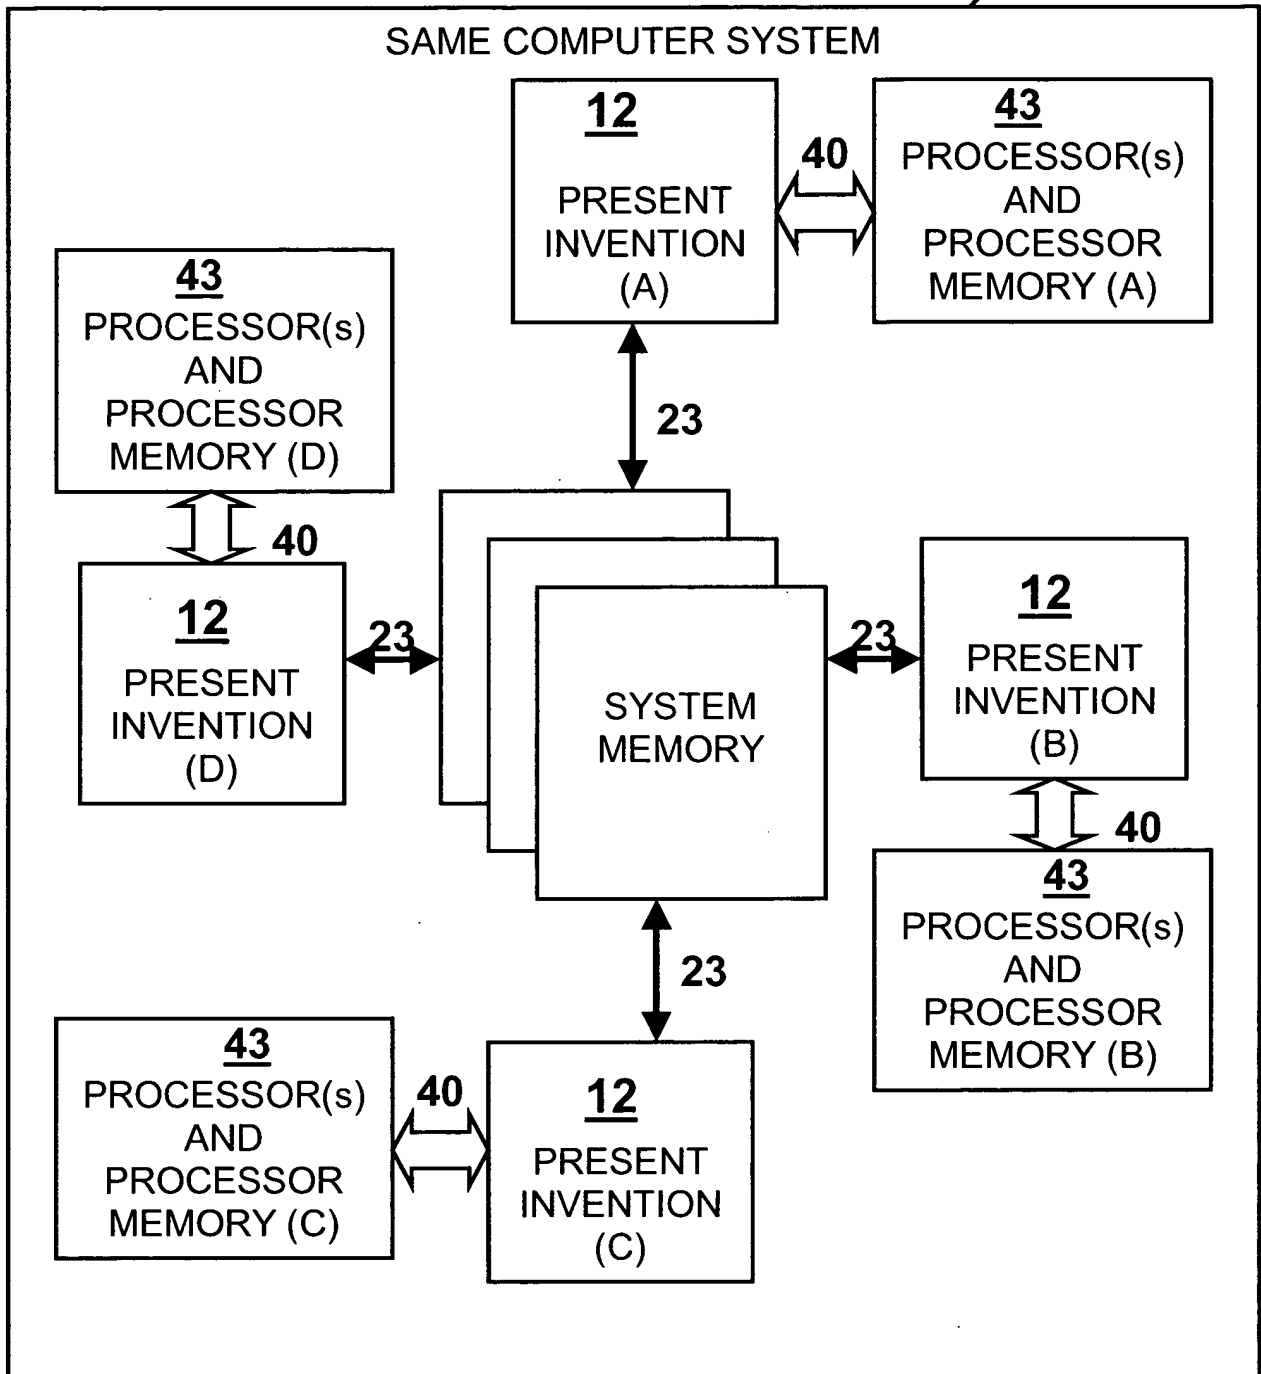 SAME COMPUTER SYSTEM
12
PRESENT
INVENTION
(A)
40
43
PROCESSOR(s)
AND
PROCESSOR
MEMORY (A)
23
43
PROCESSOR(s)
AND
PROCESSOR
MEMORY (D)
40
12
PRESENT
INVENTION
(D)
23
SYSTEM
MEMORY
23
12
PRESENT
INVENTION
(B)
40
43
PROCESSOR(s)
AND
PROCESSOR
MEMORY (B)
23
43
PROCESSOR(s)
AND
PROCESSOR
MEMORY (C)
40
12
PRESENT
INVENTION
(C)